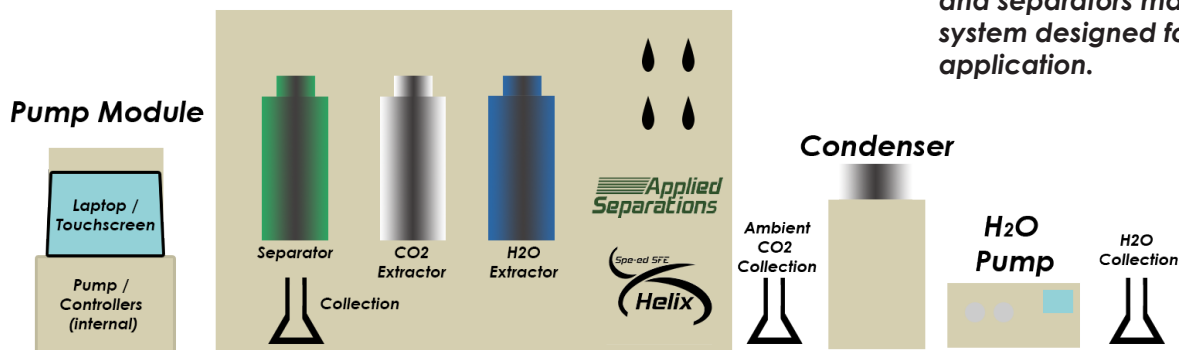 and separators ma
system designed fo
application.
Pump Module
Laptop /
Touchscreen
Pump /
Controllers
(internal)
Separator
CO2
Extractor
H2O
Extractor
Collection
Applied
Separations
Spe-ed SFE
Helix
Condenser
Ambient
CO2
Collection
H2O
Pump
H2O
Collection